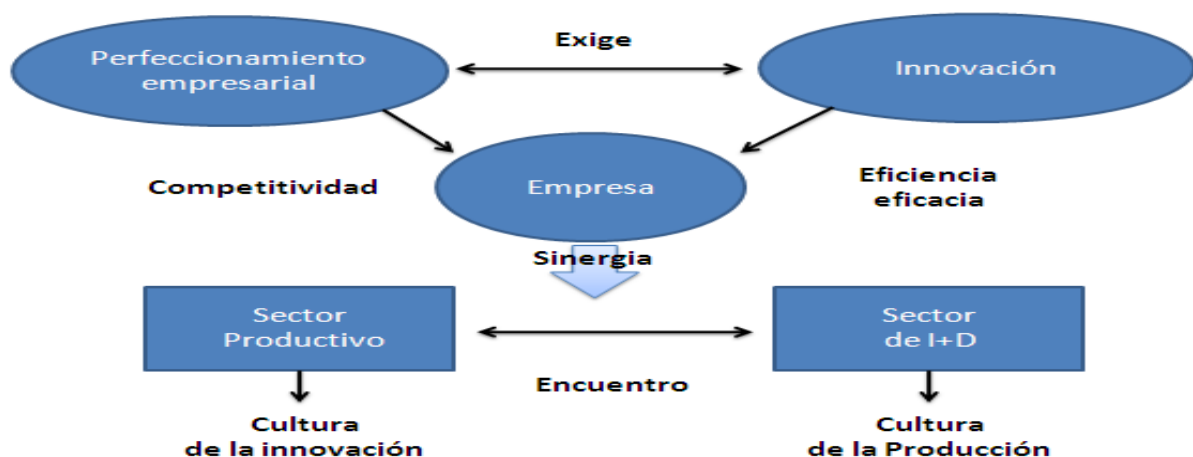 Exige
Perfeccionamiento
empresarial
Innovación
Competitividad
Empresa
Eficiencia
eficacia
Sinergia
Sector
Productivo
Sector
de I+D
Encuentro
Cultura
de la innovación
Cultura
de la Producción